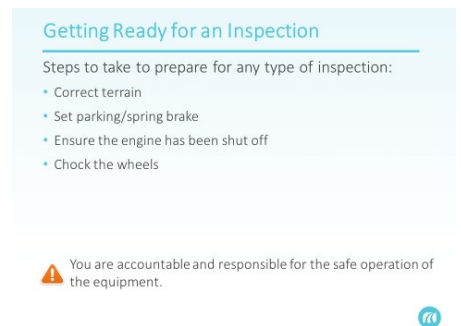 Getting Ready for an Inspection
Steps to take to prepare for any type of inspection:
• Correct terrain
• Set parking/spring brake
• Ensure the engine has been shut off
• Chock the wheels
You are accountable and responsible for the safe operation of
the equipment.